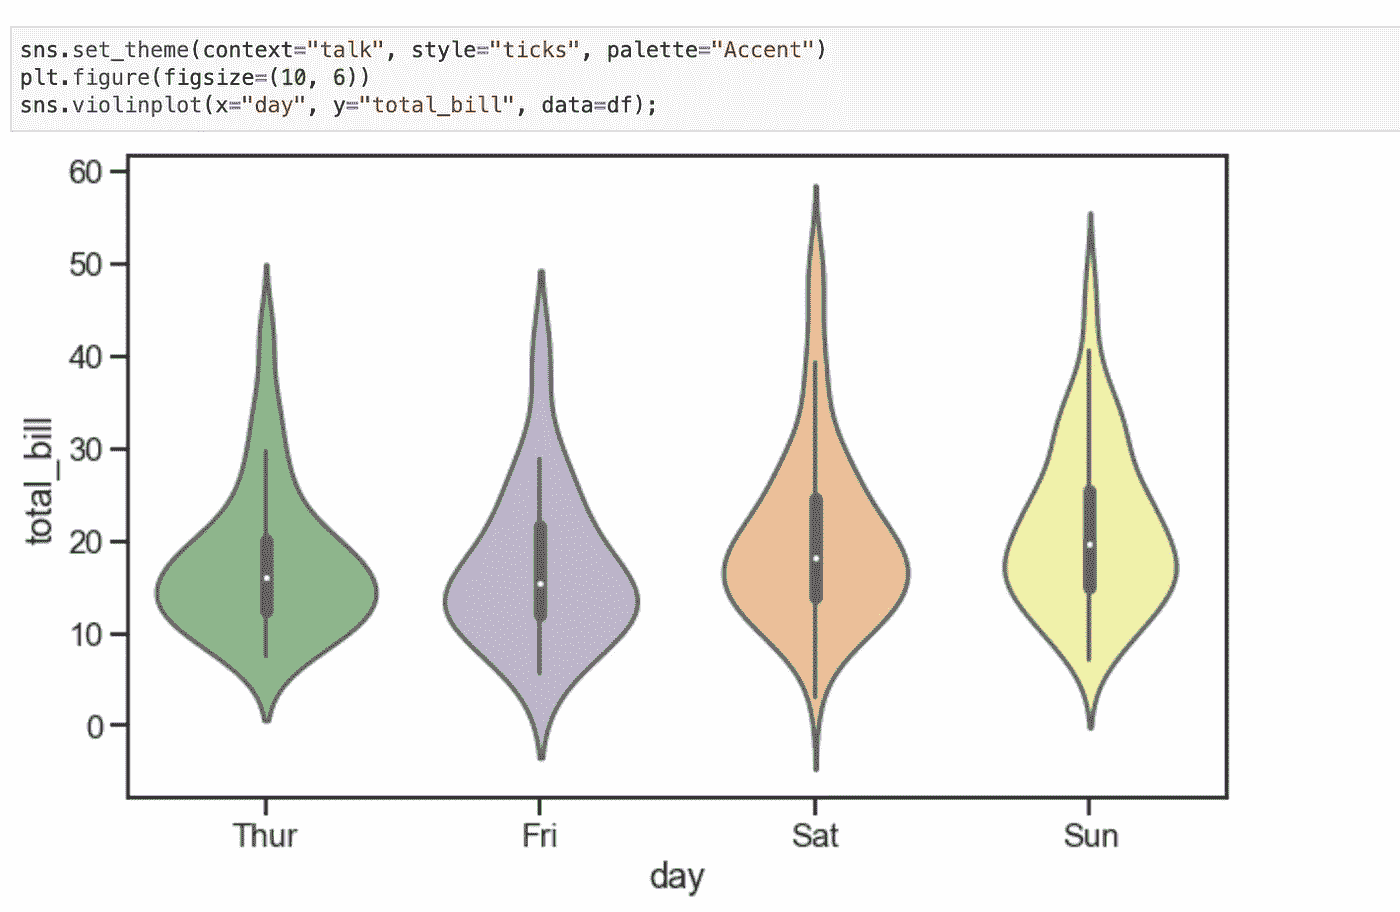 sns.set_theme(context="talk", style="ticks", palette="Accent")
plt.figure(figsize=(10, 6))
sns.violinplot(x="day", y="total_bill", data=df);
60
50
40
30
20
10
0
total_bill
Thur Fri Sat Sun
day